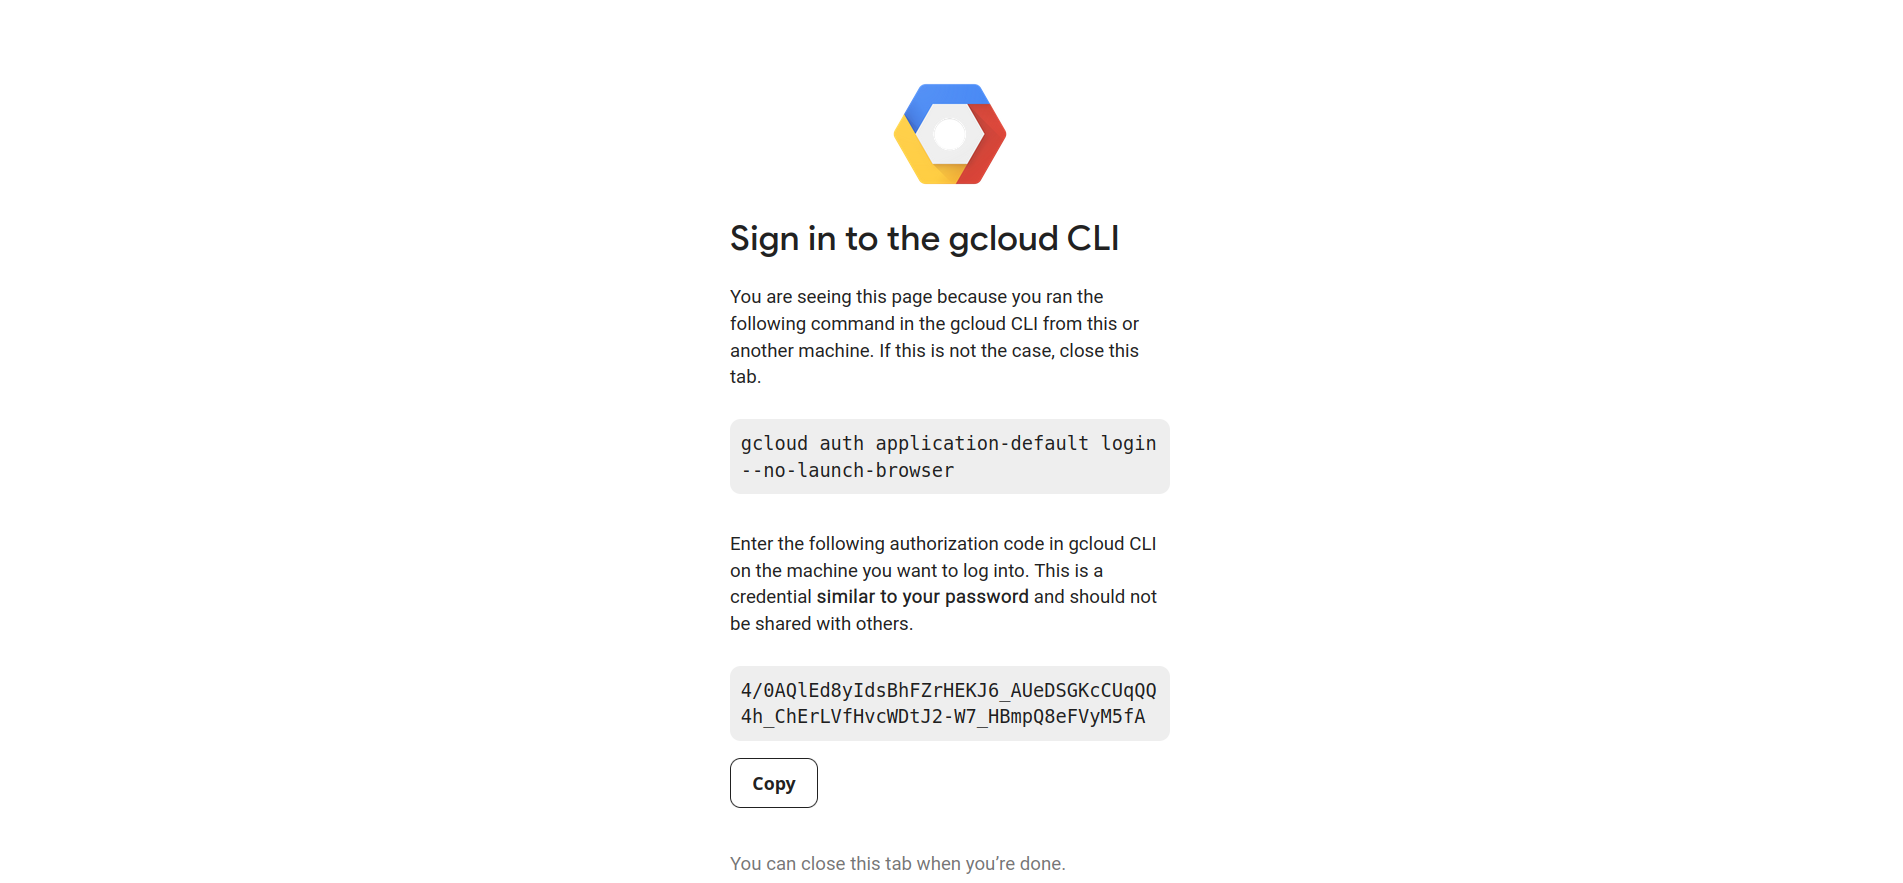 Sign in to the gcloud CLI
You are seeing this page because you ran the
following command in the gcloud CLI from this or
another machine. If this is not the case, close this
tab.
gcloud auth application-default login
--no-launch-browser
Enter the following authorization code in gcloud CLI
on the machine you want to log into. This is a
credential similar to your password and should not
be shared with others.
4/0AQlEd8yIdsBhFZrHEKJ6_AUeDSGKcCUqQQ
4h_ChErLVfHvcWDtJ2-W7_HBmpQ8eFVyM5fA
Copy
You can close this tab when you’re done.